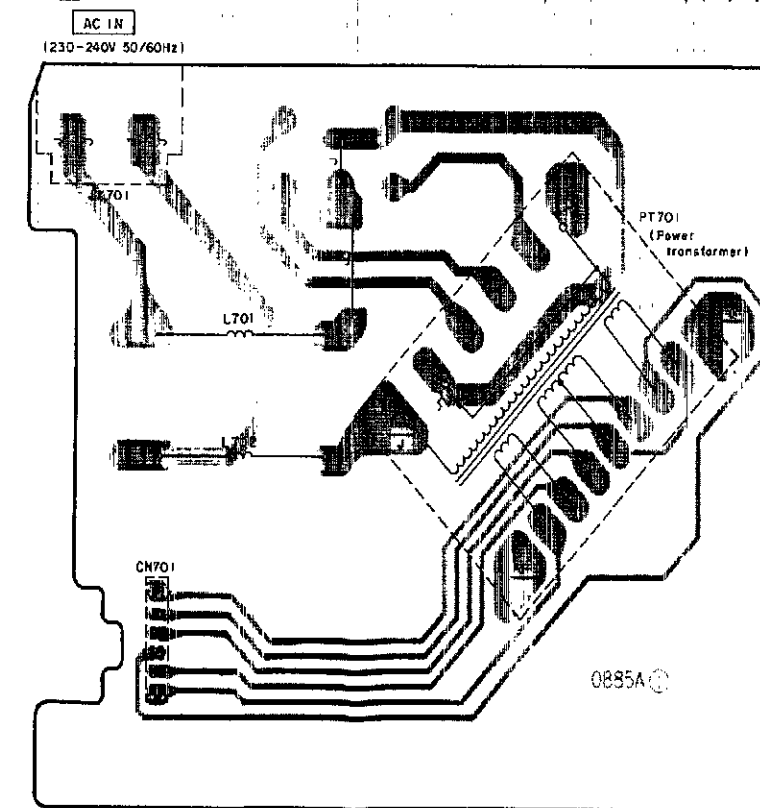 AC IN
(230-240V 50/60Hz)
PT701
(Power
transformer)
L701
CN701
0885A